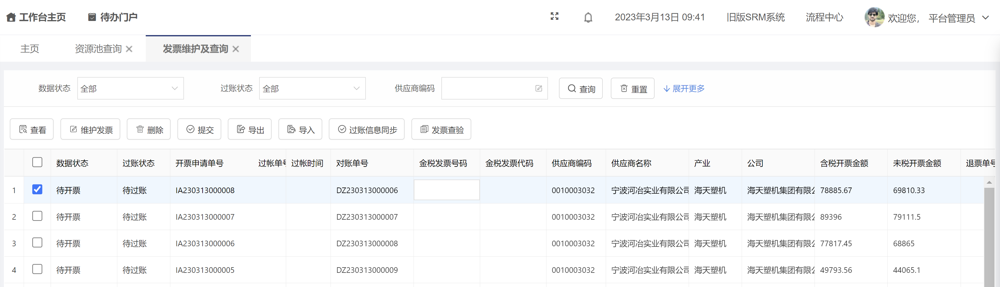 工作台主页 待办门户 2023年3月13日 09:41 旧版SRM系统 流程中心 欢迎您, 平台管理员
主页 资源池查询 发票维护及查询
数据状态 全部 过账状态 全部 供应商编码 查询 重置 展开更多
查看 维护发票 删除 提交 导出 导入 过账信息同步 发票查验
数据状态 过账状态 开票申请单号 过帐单号 过帐时间 对账单号 金税发票号码 金税发票代码 供应商编码 供应商名称 产业 公司 含税开票金额 未税开票金额 退票单号
1 待开票 待过账 IA230313000008 DZ230313000006 0010003032 宁波河冶实业有限公司 海天塑机 海天塑机集团有限公 78885.67 69810.33
2 待开票 待过账 IA230313000007 DZ230313000007 0010003032 宁波河冶实业有限公司 海天塑机 海天塑机集团有限公 89396 79111.5
3 待开票 待过账 IA230313000006 DZ230313000008 0010003032 宁波河冶实业有限公司 海天塑机 海天塑机集团有限公 77817.45 68865
4 待开票 待过账 IA230313000005 DZ230313000009 0010003032 宁波河冶实业有限公司 海天塑机 海天塑机集团有限公 49793.56 44065.1